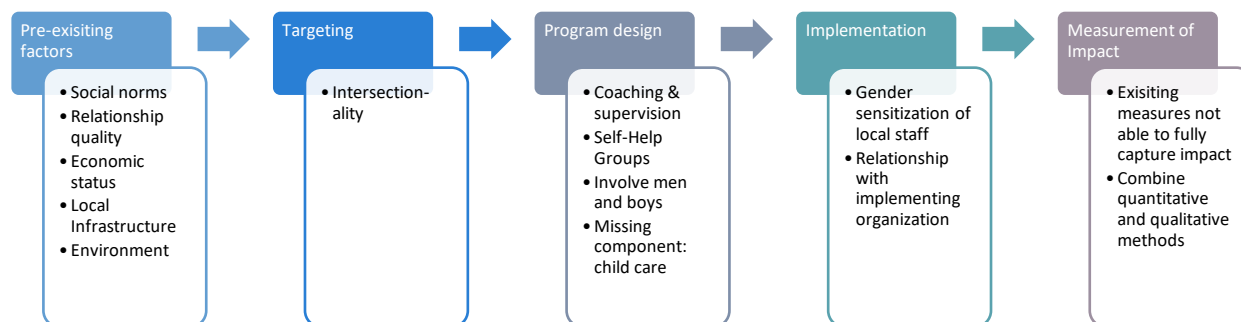 Pre-exisiting
factors
• Social norms
• Relationship
quality
• Economic
status
• Local
Infrastructure
• Environment
Targeting
• Intersection-
ality
Program design
• Coaching &
supervision
• Self-Help
Groups
• Involve men
and boys
• Missing
component:
child care
Implementation
• Gender
sensitization of
local staff
• Relationship
with
implementing
organization
Measurement of
Impact
• Exisiting
measures not
able to fully
capture impact
• Combine
quantitative
and qualitative
methods